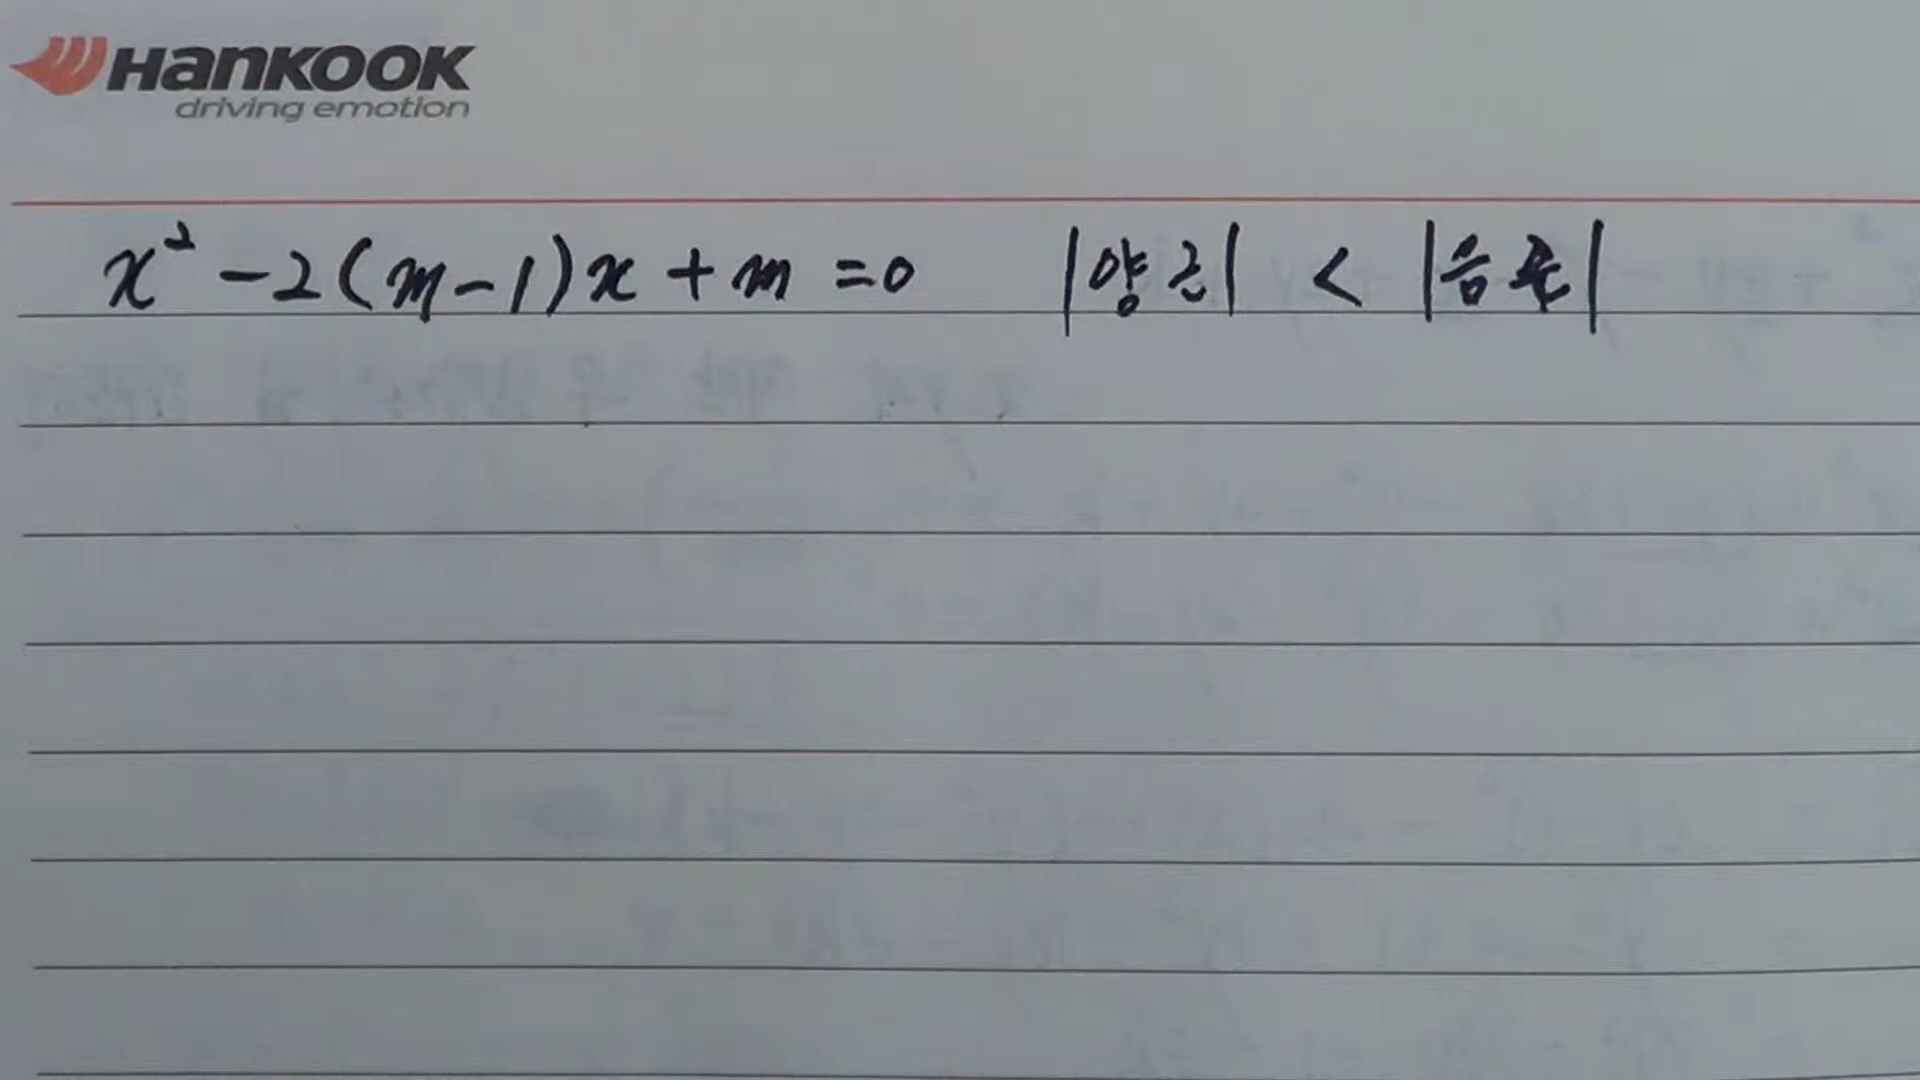 HANKOOK
driving emotion
x² - 2(m-1)x + m = 0 |양근| < |음근|